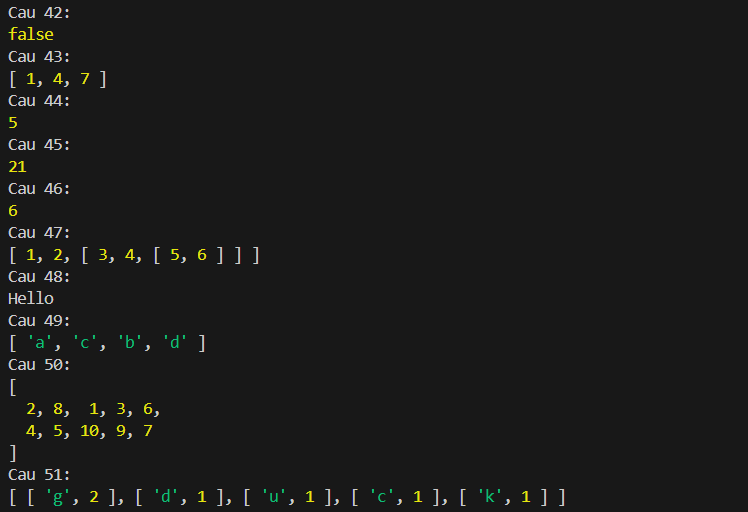 Cau 42:
false
Cau 43:
[ 1, 4, 7 ]
Cau 44:
5
Cau 45:
21
Cau 46:
6
Cau 47:
[ 1, 2, [ 3, 4, [ 5, 6 ] ] ]
Cau 48:
Hello
Cau 49:
[ 'a', 'c', 'b', 'd' ]
Cau 50:
[
  2, 8,  1, 3, 6,
  4, 5, 10, 9, 7
]
Cau 51:
[ [ 'g', 2 ], [ 'd', 1 ], [ 'u', 1 ], [ 'c', 1 ], [ 'k', 1 ] ]